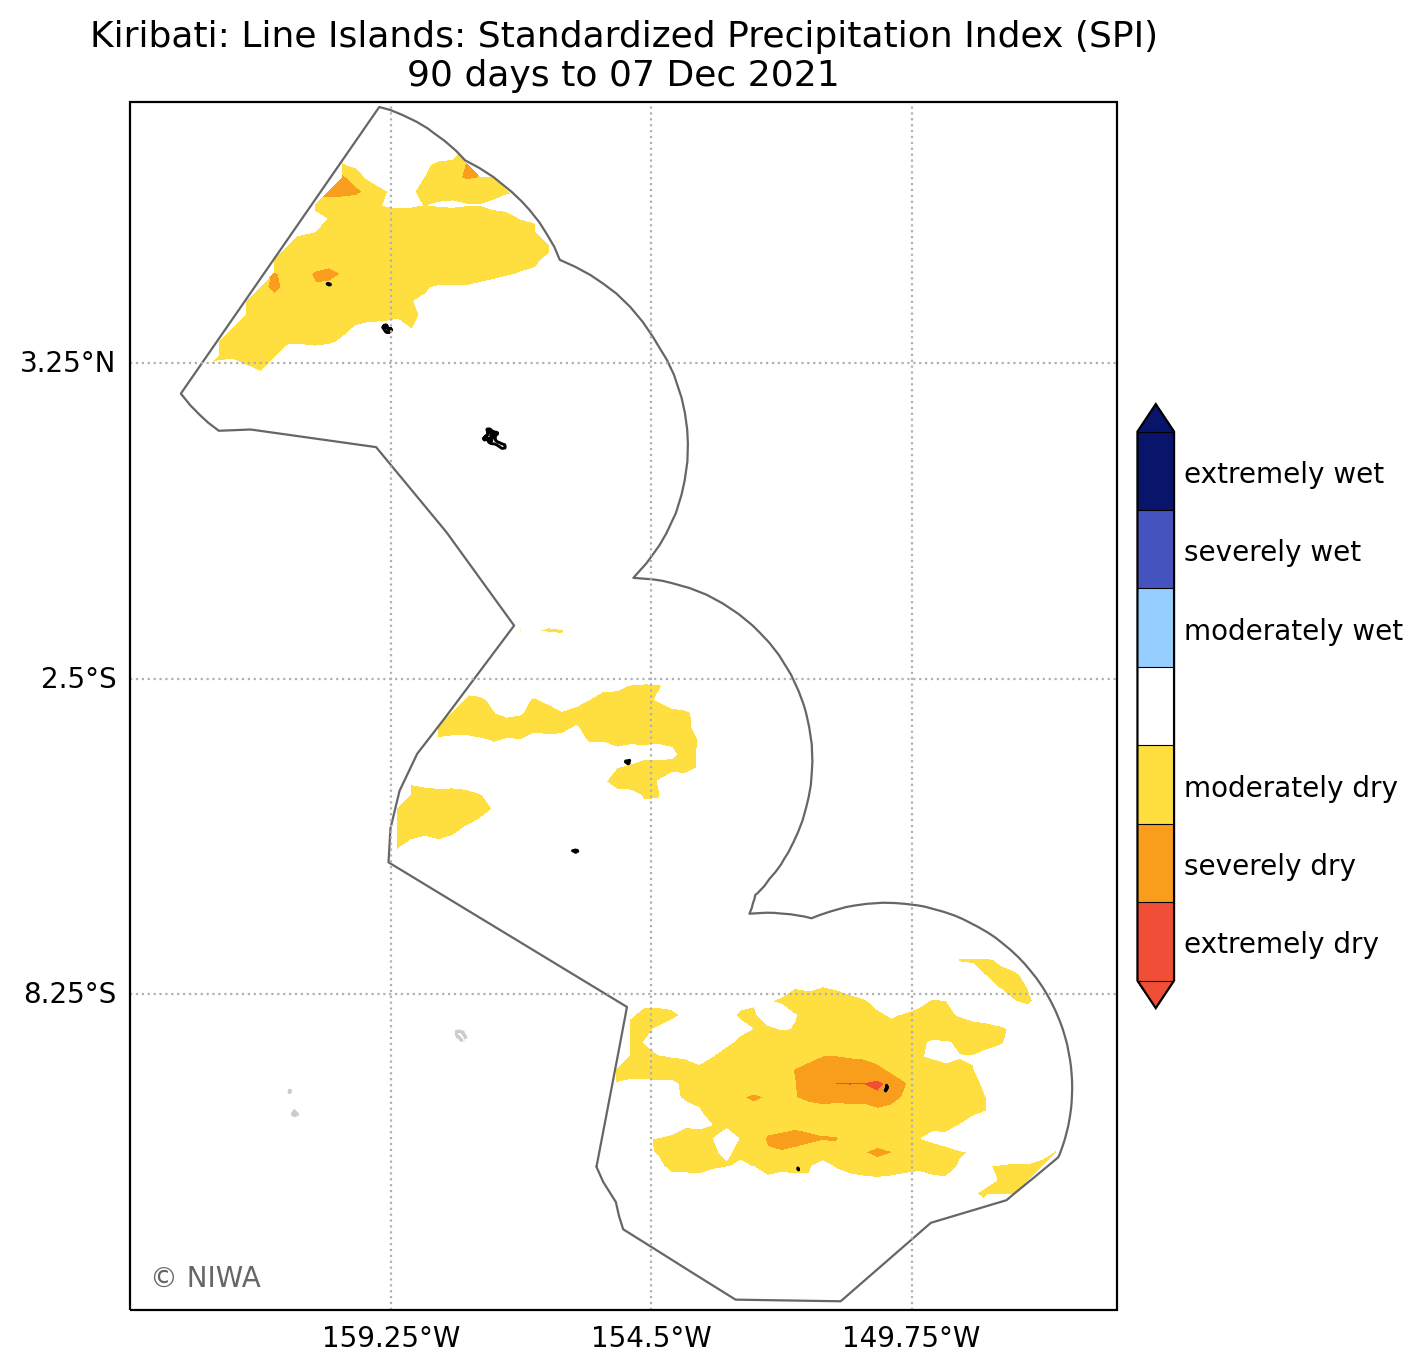 Kiribati: Line Islands: Standardized Precipitation Index (SPI)
90 days to 07 Dec 2021
3.25°N
2.5°S
8.25°S
extremely wet
severely wet
moderately wet
moderately dry
severely dry
extremely dry
© NIWA
159.25°W
154.5°W
149.75°W